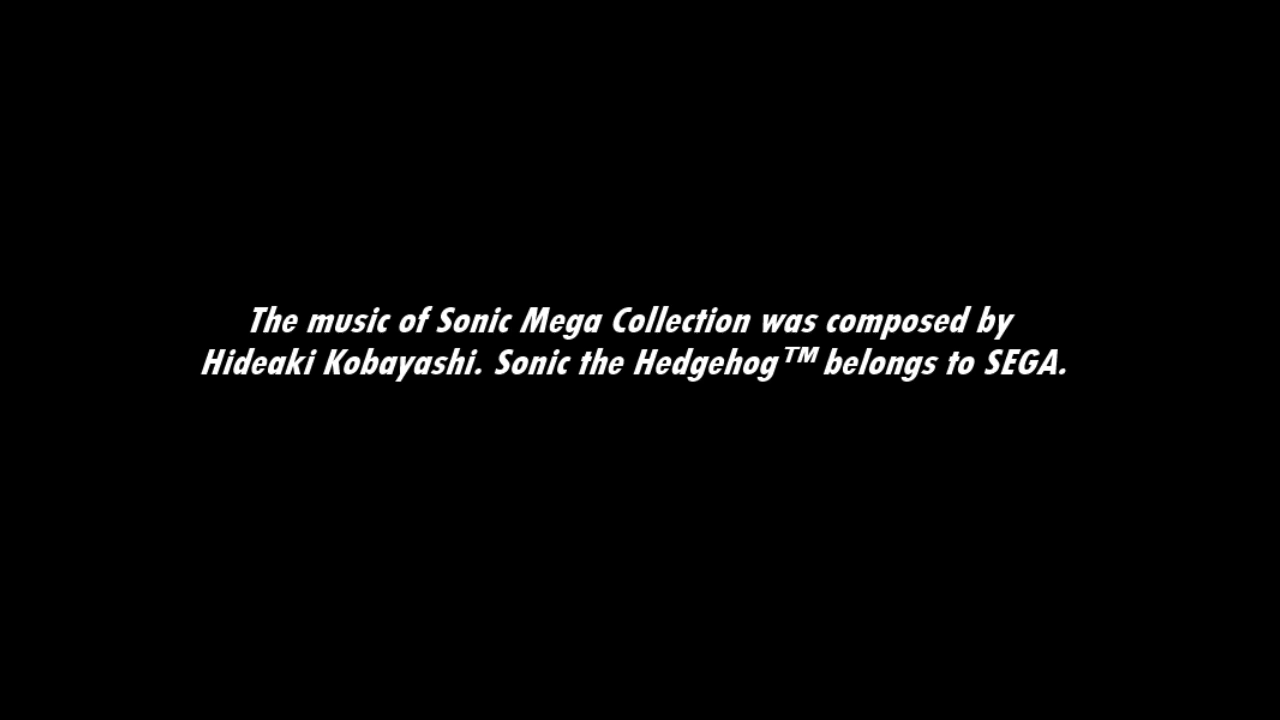 The music of Sonic Mega Collection was composed by
Hideaki Kobayashi. Sonic the Hedgehog™ belongs to SEGA.